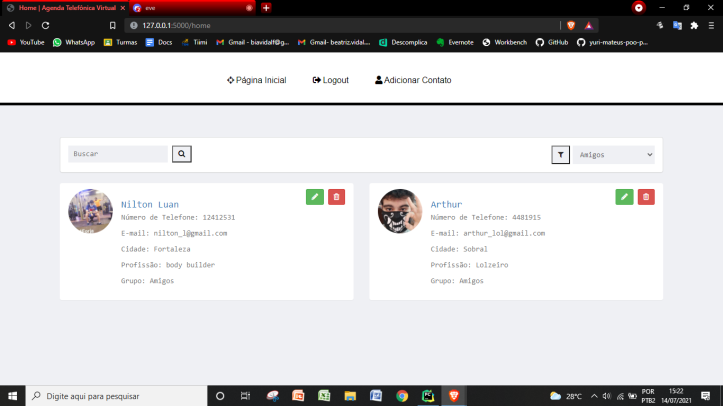 Home | Agenda Telefônica Virtual
eve
127.0.0.1:5000/home
YouTube WhatsApp Turmas Docs Tiimi Gmail - biavidalf@g... Gmail- beatriz.vidal.... Descomplica Evernote Workbench GitHub yuri-mateus-poo-p...
Página Inicial Logout Adicionar Contato
Buscar Amigos
Nilton Luan
Número de Telefone: 12412531
E-mail: nilton_l@gmail.com
Cidade: Fortaleza
Profissão: body builder
Grupo: Amigos
Arthur
Número de Telefone: 4481915
E-mail: arthur_lol@gmail.com
Cidade: Sobral
Profissão: Lolzeiro
Grupo: Amigos
Digite aqui para pesquisar
28°C
POR
PTB2
15:22
14/07/2021